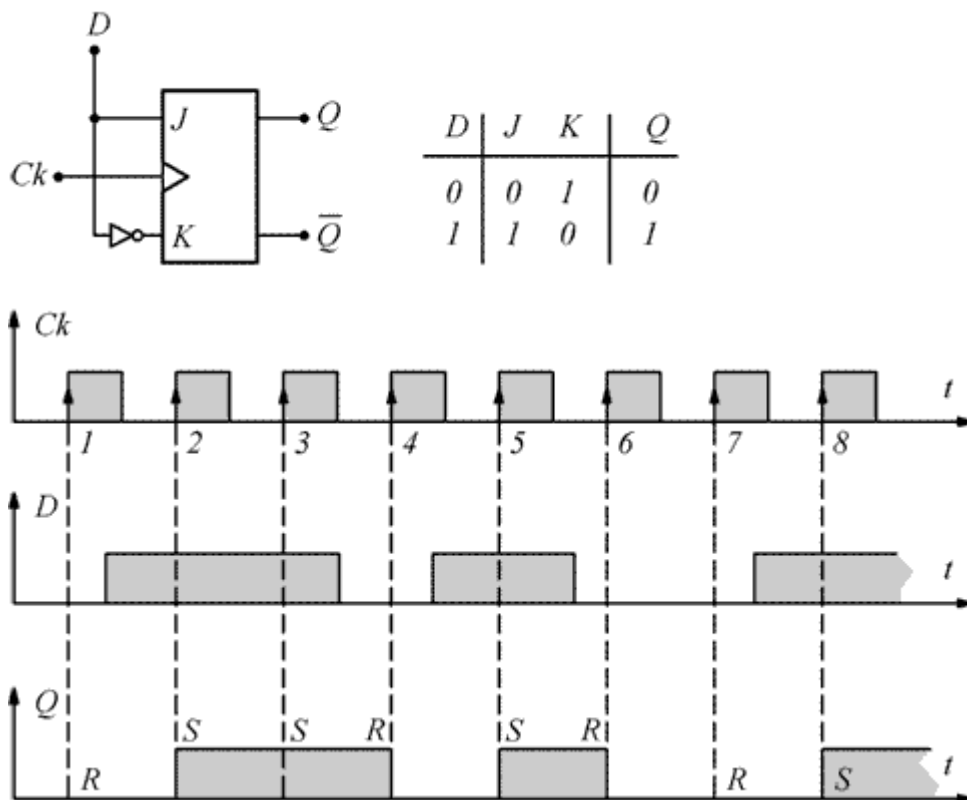 D
J Q
Ck
K Q̅
D J K Q
0 0 1 0
1 1 0 1
Ck
t
1 2 3 4 5 6 7 8
D
t
Q
S S R S R
R R S
t